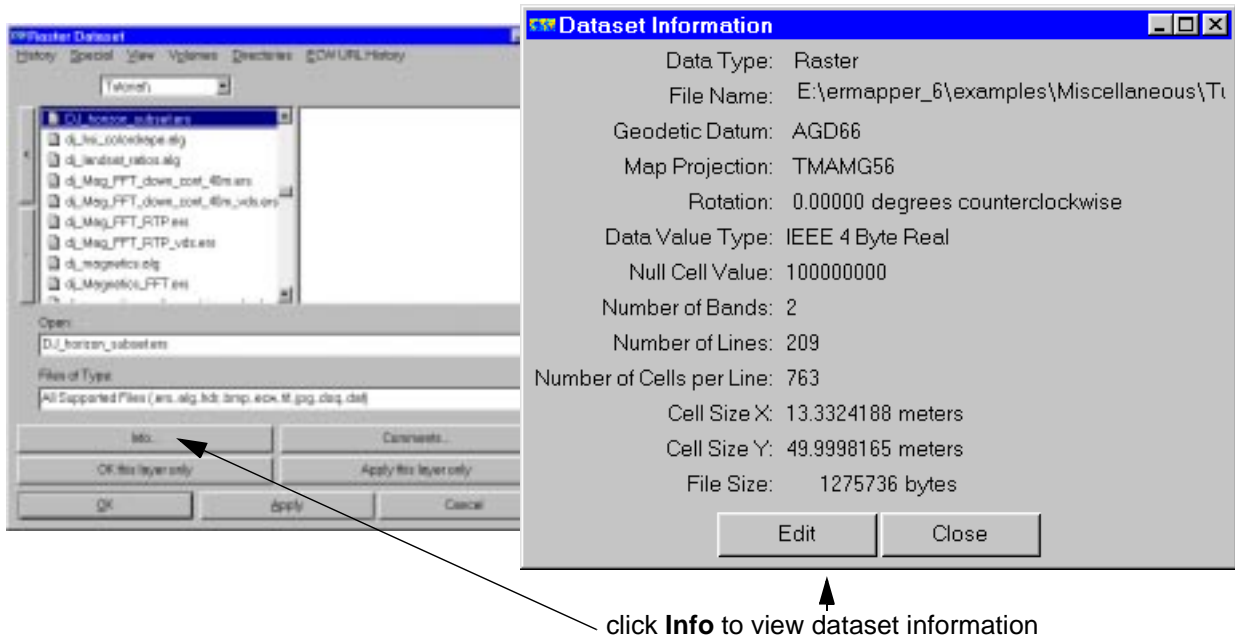 Raster Dataset
History Special View Volumes Directories ECW URL History
Tutorial\
DJ_horizon_subset.ers
dj_hsi_colordrape.alg
dj_landsat_ratios.alg
dj_Mag_FFT_down_cont_40m.ers
dj_Mag_FFT_down_cont_40m_vds.ers
dj_Mag_FFT_RTP.ers
dj_Mag_FFT_RTP_vds.ers
dj_magnetics.alg
dj_Magnetics_FFT.ers
Open:
DJ_horizon_subset.ers
Files of Type:
All Supported Files (.ers,.alg,.hdr,.bmp,.ecw,.tif,.jpg,.doq,.dat)
Info...
Comments...
OK this layer only
Apply this layer only
OK
Apply
Cancel
Dataset Information
Data Type: Raster
File Name: E:\ermapper_6\examples\Miscellaneous\Tu
Geodetic Datum: AGD66
Map Projection: TMAMG56
Rotation: 0.00000 degrees counterclockwise
Data Value Type: IEEE 4 Byte Real
Null Cell Value: 100000000
Number of Bands: 2
Number of Lines: 209
Number of Cells per Line: 763
Cell Size X: 13.3324188 meters
Cell Size Y: 49.9998165 meters
File Size: 1275736 bytes
Edit
Close
click Info to view dataset information